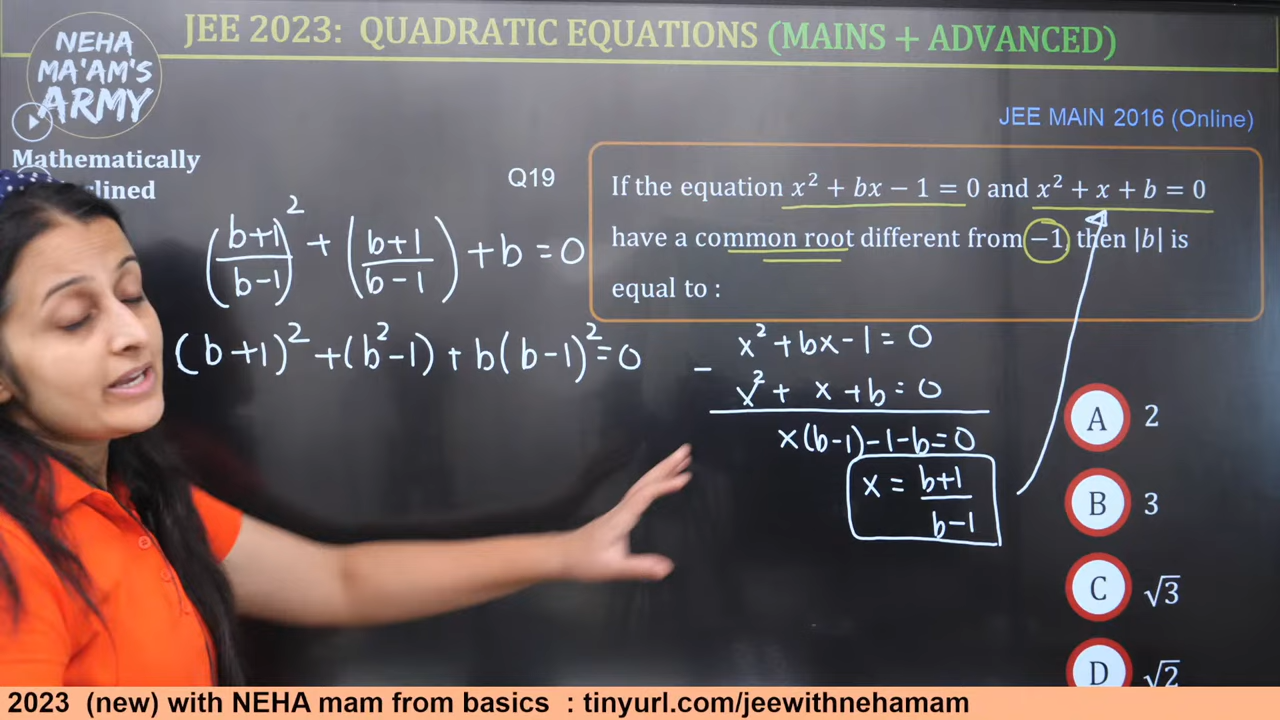 JEE 2023: QUADRATIC EQUATIONS (MAINS + ADVANCED)
NEHA
MA'AM'S
ARMY
Mathematically
clined
JEE MAIN 2016 (Online)
Q19
If the equation x² + bx − 1 = 0 and x² + x + b = 0
have a common root different from −1, then |b| is
equal to :
((b+1)/(b-1))² + ((b+1)/(b-1)) + b = 0
(b+1)² + (b²-1) + b(b-1)² = 0
x² + bx - 1 = 0
− x² + x + b = 0
x(b-1) - 1 - b = 0
x = (b+1)/(b-1)
A 2
B 3
C √3
D √2
2023 (new) with NEHA mam from basics : tinyurl.com/jeewithnehamam